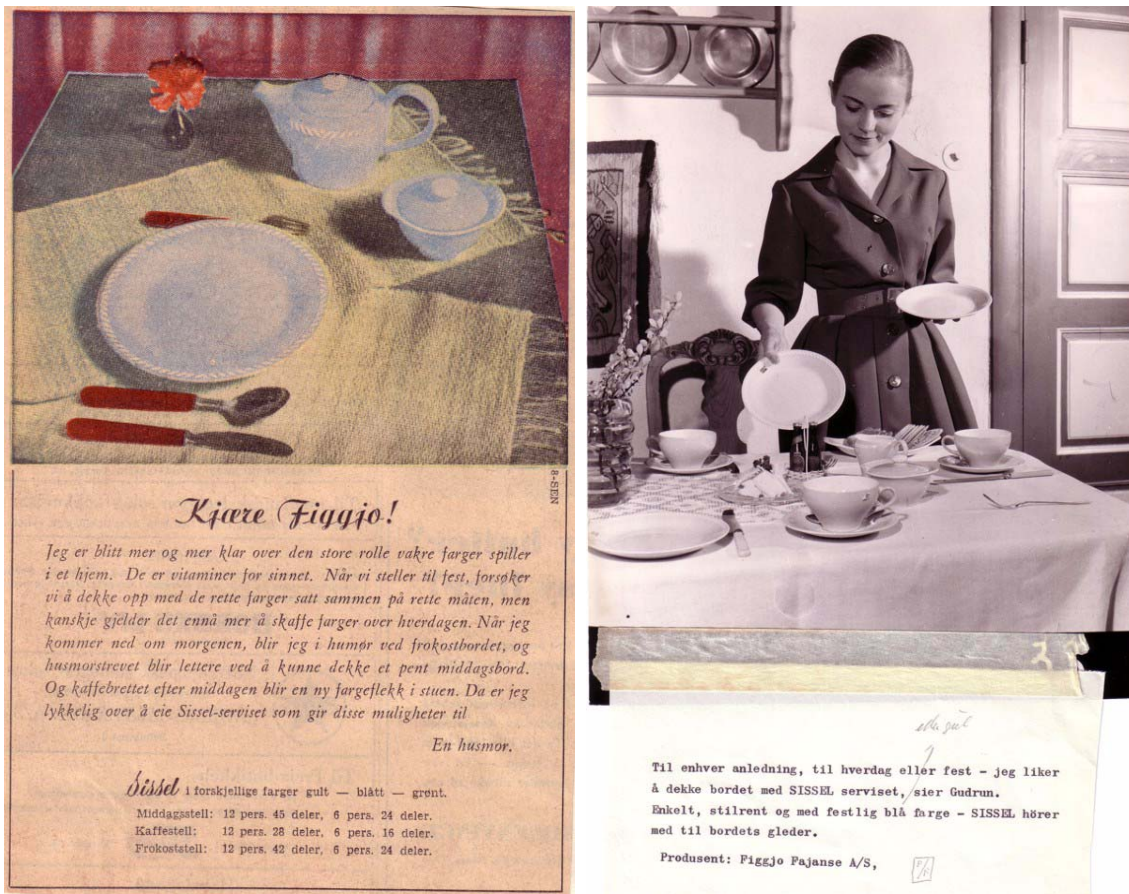 8-SEN
Kjære Figgjo!
Jeg er blitt mer og mer klar over den store rolle vakre farger spiller
i et hjem. De er vitaminer for sinnet. Når vi steller til fest, forsøker
vi å dekke opp med de rette farger satt sammen på rette måten, men
kanskje gjelder det ennå mer å skaffe farger over hverdagen. Når jeg
kommer ned om morgenen, blir jeg i humør ved frokostbordet, og
husmorstrevet blir lettere ved å kunne dekke et pent middagsbord.
Og kaffebrettet efter middagen blir en ny fargeflekk i stuen. Da er jeg
lykkelig over å eie Sissel-serviset som gir disse muligheter til
En husmor.
Sissel i forskjellige farger gult — blått — grønt.
Middagsstell: 12 pers. 45 deler, 6 pers. 24 deler.
Kaffestell: 12 pers. 28 deler, 6 pers. 16 deler.
Frokoststell: 12 pers. 42 deler, 6 pers. 24 deler.
eller gul
Til enhver anledning, til hverdag eller fest - jeg liker
å dekke bordet med SISSEL serviset, sier Gudrun.
Enkelt, stilrent og med festlig blå farge - SISSEL hörer
med til bordets gleder.
Produsent: Figgjo Fajanse A/S,